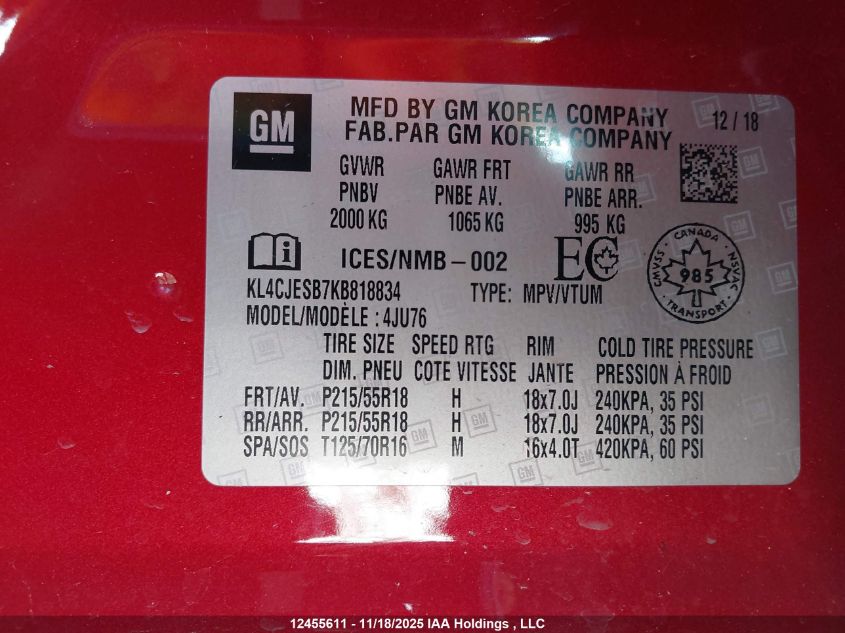 GM
MFD BY GM KOREA COMPANY 12 / 18
FAB.PAR GM KOREA COMPANY
GVWR GAWR FRT GAWR RR
PNBV PNBE AV. PNBE ARR.
2000 KG 1065 KG 995 KG
ICES/NMB-002 EC
CANADA CMVSS NSVAC 985 TRANSPORT
KL4CJESB7KB818834 TYPE: MPV/VTUM
MODEL/MODÈLE : 4JU76
TIRE SIZE SPEED RTG RIM COLD TIRE PRESSURE
DIM. PNEU COTE VITESSE JANTE PRESSION À FROID
FRT/AV. P215/55R18 H 18x7.0J 240KPA, 35 PSI
RR/ARR. P215/55R18 H 18x7.0J 240KPA, 35 PSI
SPA/SOS T125/70R16 M 16x4.0T 420KPA, 60 PSI
12455611 - 11/18/2025 IAA Holdings , LLC